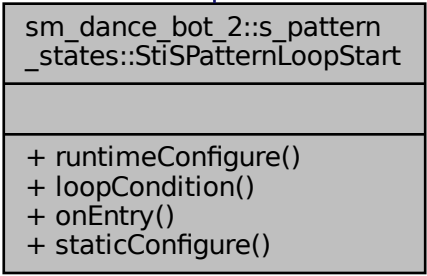 sm_dance_bot_2::s_pattern
_states::StiSPatternLoopStart
+ runtimeConfigure()
+ loopCondition()
+ onEntry()
+ staticConfigure()